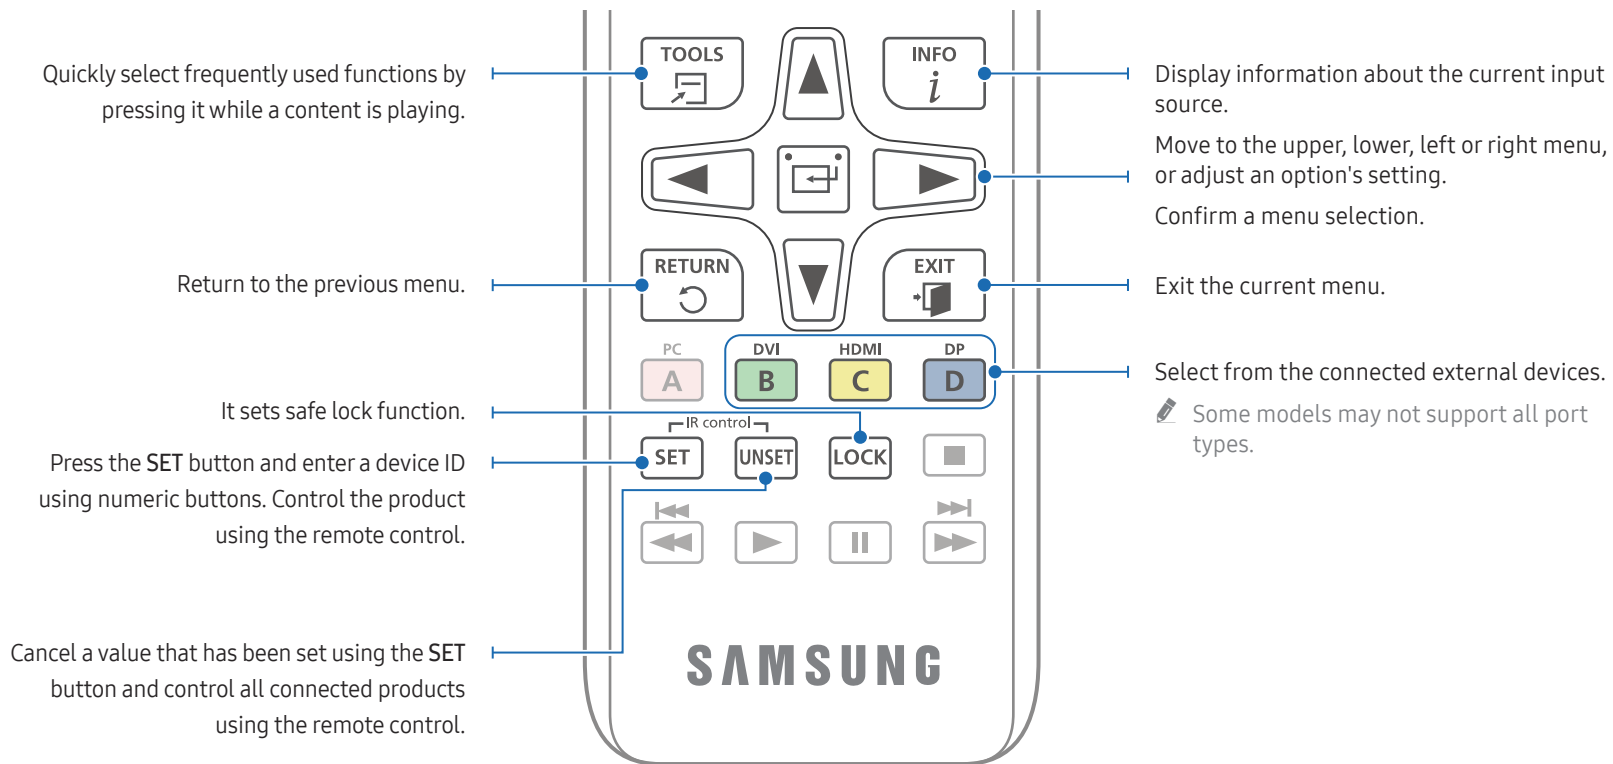 TOOLS
INFO
i
Quickly select frequently used functions by
pressing it while a content is playing.
Display information about the current input
source.
Move to the upper, lower, left or right menu,
or adjust an option's setting.
Confirm a menu selection.
RETURN
EXIT
Return to the previous menu.
Exit the current menu.
PC
DVI
HDMI
DP
A
B
C
D
Select from the connected external devices.
Some models may not support all port
types.
It sets safe lock function.
IR control
SET
UNSET
LOCK
Press the SET button and enter a device ID
using numeric buttons. Control the product
using the remote control.
Cancel a value that has been set using the SET
button and control all connected products
using the remote control.
SAMSUNG